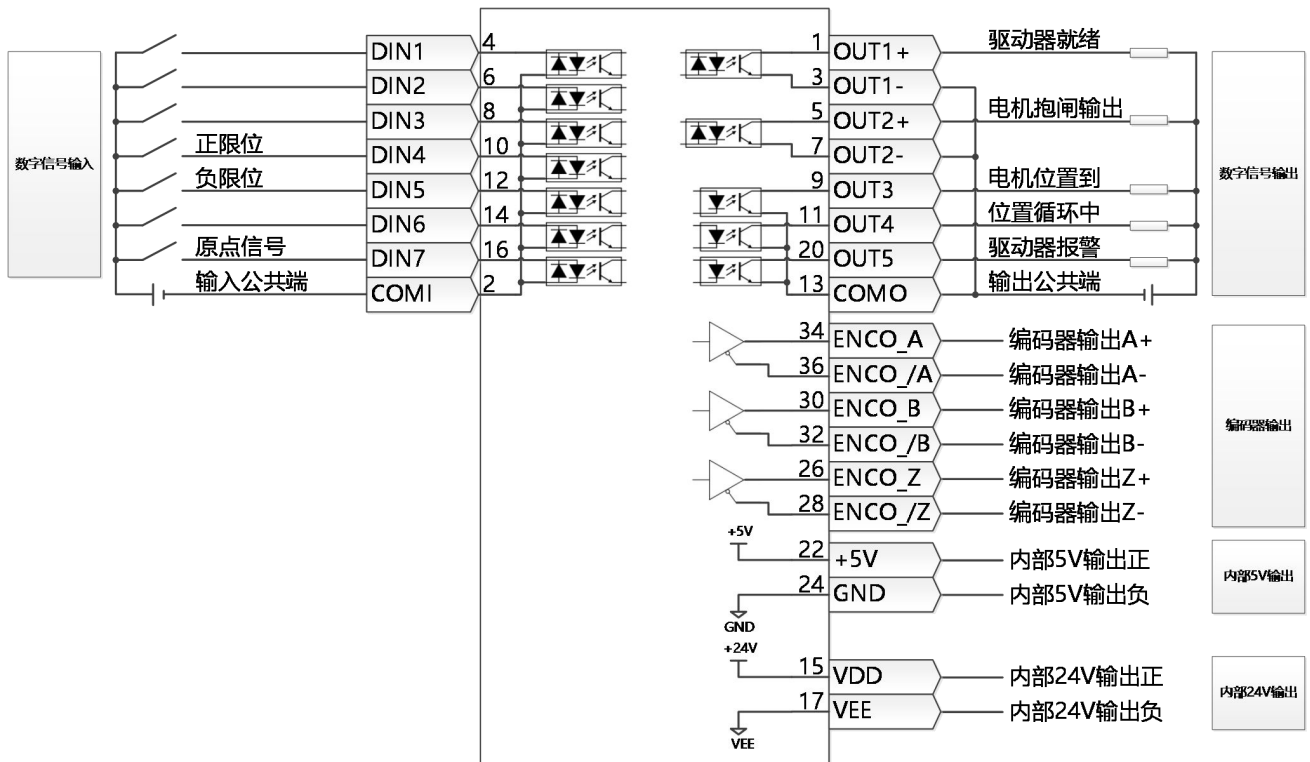 数字信号输入
DIN1 4
DIN2 6
DIN3 8
正限位 DIN4 10
负限位 DIN5 12
DIN6 14
原点信号 DIN7 16
输入公共端 COMI 2
1 OUT1+ 驱动器就绪
3 OUT1-
5 OUT2+ 电机抱闸输出
7 OUT2-
9 OUT3 电机位置到
11 OUT4 位置循环中
20 OUT5 驱动器报警
13 COMO 输出公共端
数字信号输出
34 ENCO_A 编码器输出A+
36 ENCO_/A 编码器输出A-
30 ENCO_B 编码器输出B+
32 ENCO_/B 编码器输出B-
26 ENCO_Z 编码器输出Z+
28 ENCO_/Z 编码器输出Z-
编码器输出
+5V
22 +5V 内部5V输出正
24 GND 内部5V输出负
GND
内部5V输出
+24V
15 VDD 内部24V输出正
17 VEE 内部24V输出负
VEE
内部24V输出